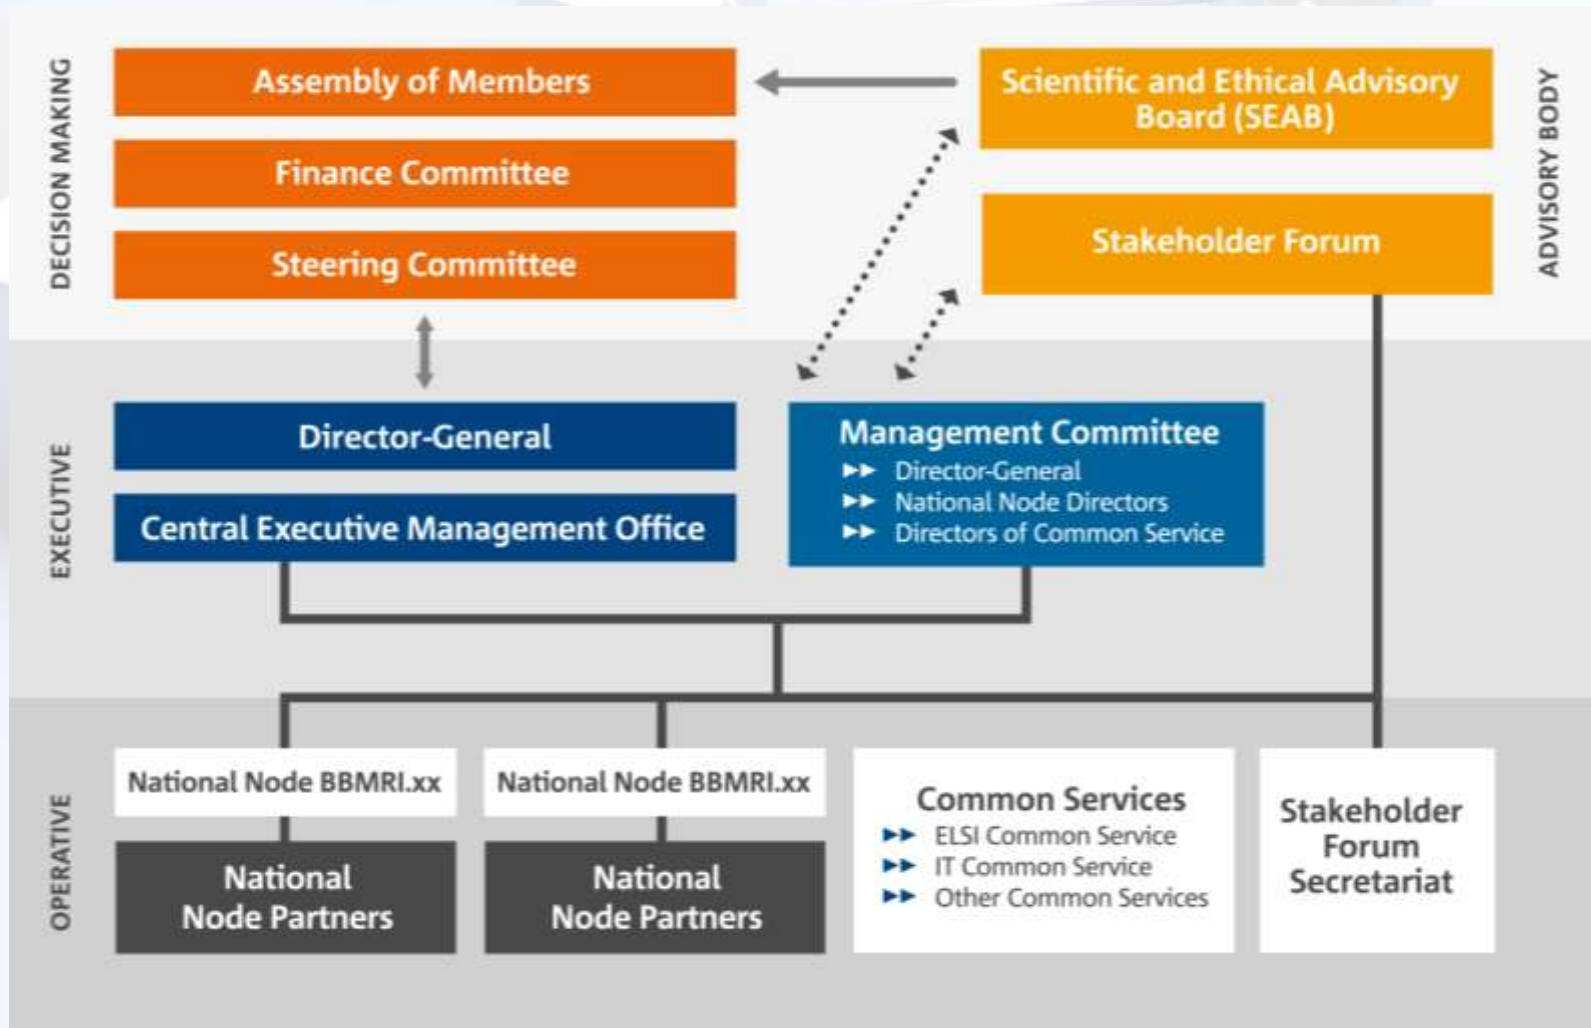 DECISION MAKING
Assembly of Members
Finance Committee
Steering Committee
Scientific and Ethical Advisory
Board (SEAB)
Stakeholder Forum
ADVISORY BODY
EXECUTIVE
Director-General
Central Executive Management Office
Management Committee
►► Director-General
►► National Node Directors
►► Directors of Common Service
OPERATIVE
National Node BBMRI.xx
National
Node Partners
National Node BBMRI.xx
National
Node Partners
Common Services
►► ELSI Common Service
►► IT Common Service
►► Other Common Services
Stakeholder
Forum
Secretariat